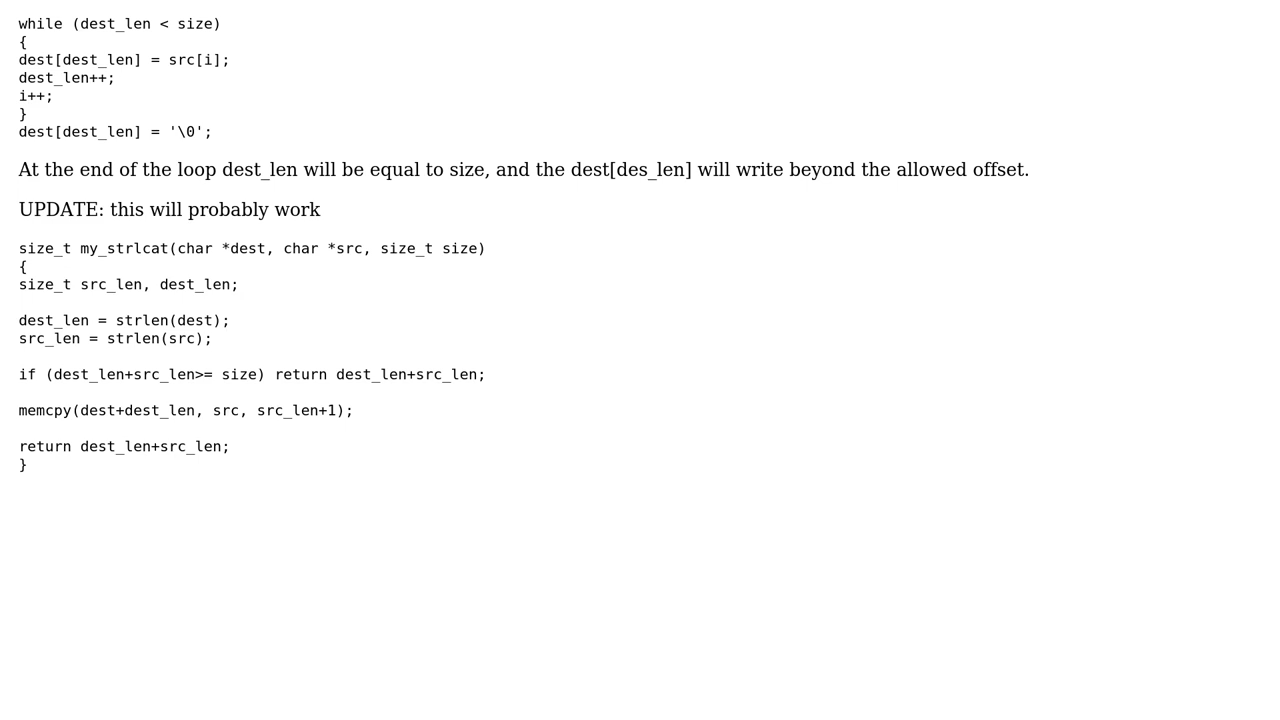 while (dest_len < size)
{
dest[dest_len] = src[i];
dest_len++;
i++;
}
dest[dest_len] = '\0';
At the end of the loop dest_len will be equal to size, and the dest[des_len] will write beyond the allowed offset.
UPDATE: this will probably work
size_t my_strlcat(char *dest, char *src, size_t size)
{
size_t src_len, dest_len;
dest_len = strlen(dest);
src_len = strlen(src);
if (dest_len+src_len>= size) return dest_len+src_len;
memcpy(dest+dest_len, src, src_len+1);
return dest_len+src_len;
}